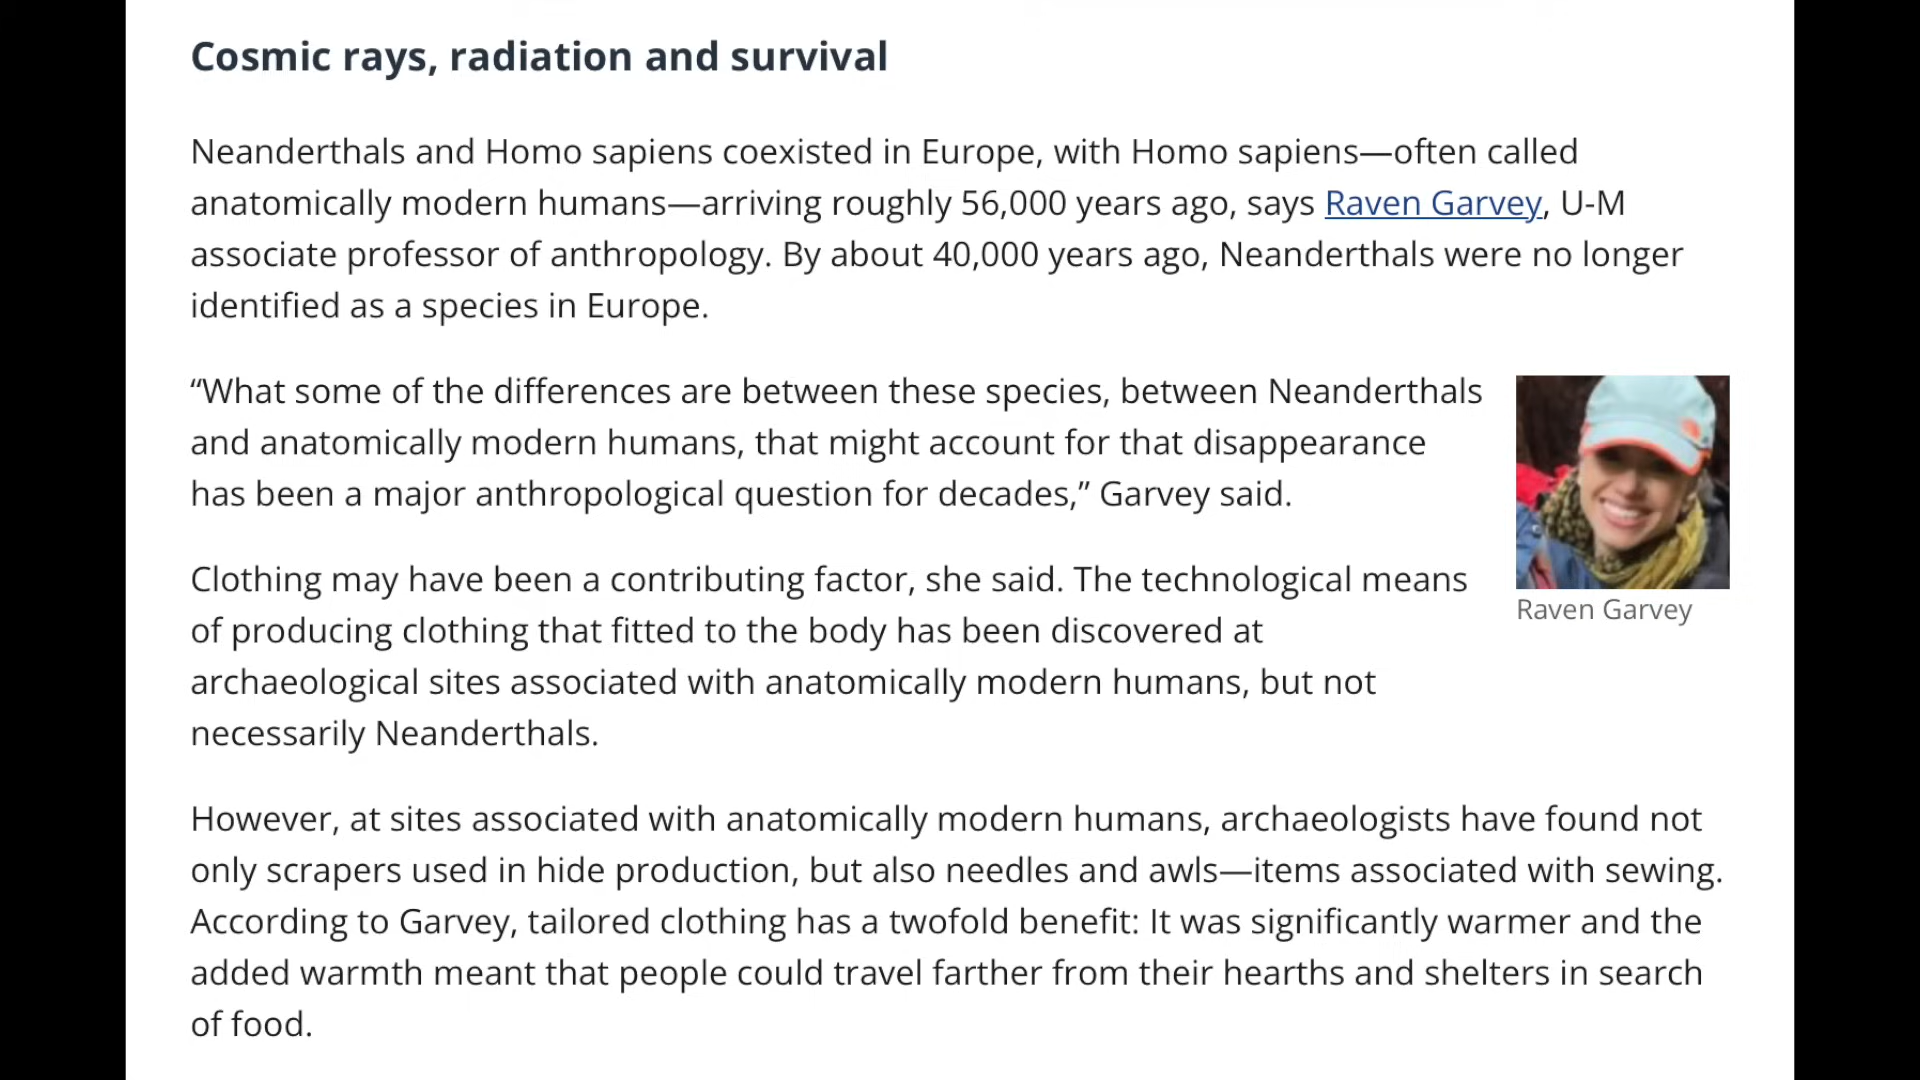 Cosmic rays, radiation and survival
Neanderthals and Homo sapiens coexisted in Europe, with Homo sapiens—often called
anatomically modern humans—arriving roughly 56,000 years ago, says Raven Garvey, U-M
associate professor of anthropology. By about 40,000 years ago, Neanderthals were no longer
identified as a species in Europe.
“What some of the differences are between these species, between Neanderthals
and anatomically modern humans, that might account for that disappearance
has been a major anthropological question for decades,” Garvey said.
Raven Garvey
Clothing may have been a contributing factor, she said. The technological means
of producing clothing that fitted to the body has been discovered at
archaeological sites associated with anatomically modern humans, but not
necessarily Neanderthals.
However, at sites associated with anatomically modern humans, archaeologists have found not
only scrapers used in hide production, but also needles and awls—items associated with sewing.
According to Garvey, tailored clothing has a twofold benefit: It was significantly warmer and the
added warmth meant that people could travel farther from their hearths and shelters in search
of food.